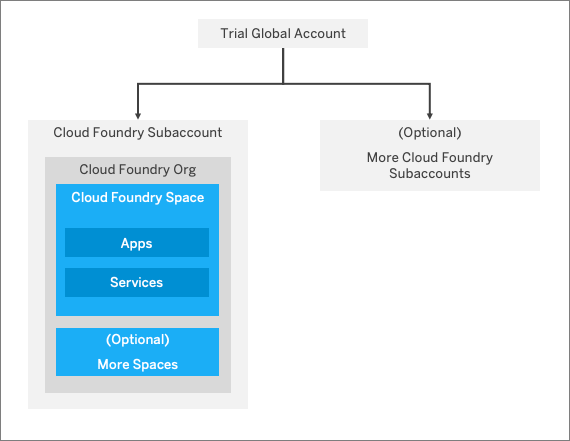 Trial Global Account
Cloud Foundry Subaccount
Cloud Foundry Org
Cloud Foundry Space
Apps
Services
(Optional)
More Spaces
(Optional)
More Cloud Foundry
Subaccounts